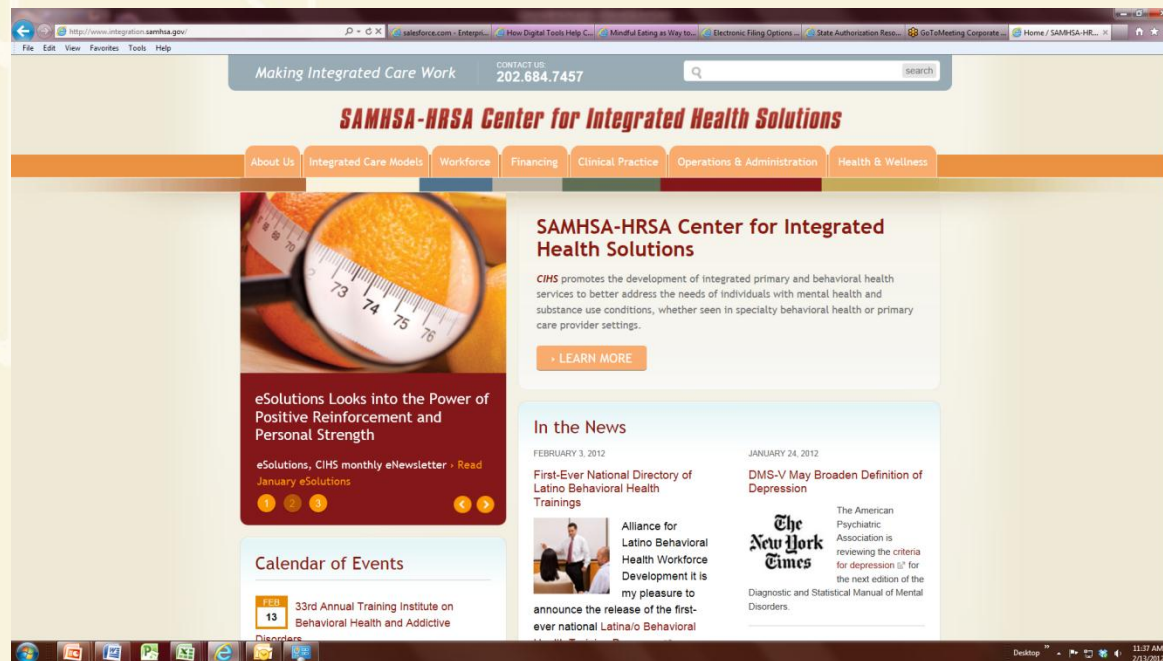 http://www.integration.samhsa.gov/
salesforce.com - Enterpri...
How Digital Tools Help C...
Mindful Eating as Way to...
Electronic Filing Options ...
State Authorization Reso...
GoToMeeting Corporate ...
Home / SAMHSA-HR...
File Edit View Favorites Tools Help
Making Integrated Care Work
CONTACT US:
202.684.7457
search
SAMHSA-HRSA Center for Integrated Health Solutions
About Us
Integrated Care Models
Workforce
Financing
Clinical Practice
Operations & Administration
Health & Wellness
68 69 70
73 74 75 76
eSolutions Looks into the Power of
Positive Reinforcement and
Personal Strength
eSolutions, CIHS monthly eNewsletter › Read
January eSolutions
1 2 3
Calendar of Events
FEB
13
33rd Annual Training Institute on
Behavioral Health and Addictive
Disorders
SAMHSA-HRSA Center for Integrated
Health Solutions
CIHS promotes the development of integrated primary and behavioral health
services to better address the needs of individuals with mental health and
substance use conditions, whether seen in specialty behavioral health or primary
care provider settings.
› LEARN MORE
In the News
FEBRUARY 3, 2012
First-Ever National Directory of
Latino Behavioral Health
Trainings
Alliance for
Latino Behavioral
Health Workforce
Development it is
my pleasure to
announce the release of the first-
ever national Latina/o Behavioral
JANUARY 24, 2012
DMS-V May Broaden Definition of
Depression
The
New York
Times
The American
Psychiatric
Association is
reviewing the criteria
for depression for
the next edition of the
Diagnostic and Statistical Manual of Mental
Disorders.
Desktop
11:37 AM
2/13/2012